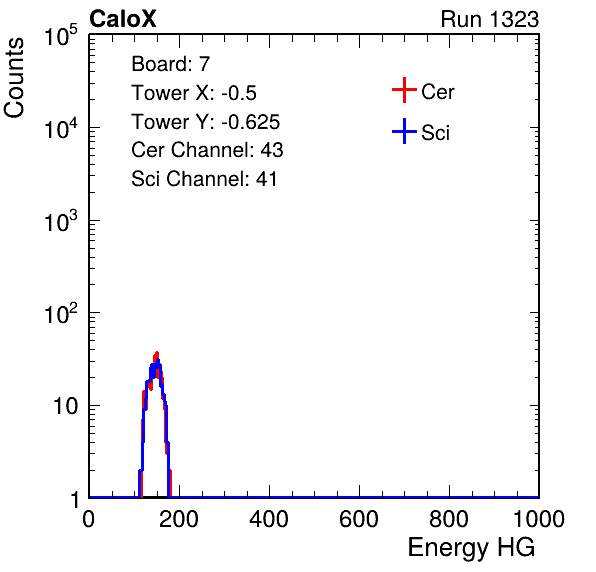 CaloX Run 1323
Counts
10^5
10^4
10^3
10^2
10
1
Board: 7
Tower X: -0.5
Tower Y: -0.625
Cer Channel: 43
Sci Channel: 41
Cer
Sci
0 200 400 600 800 1000
Energy HG